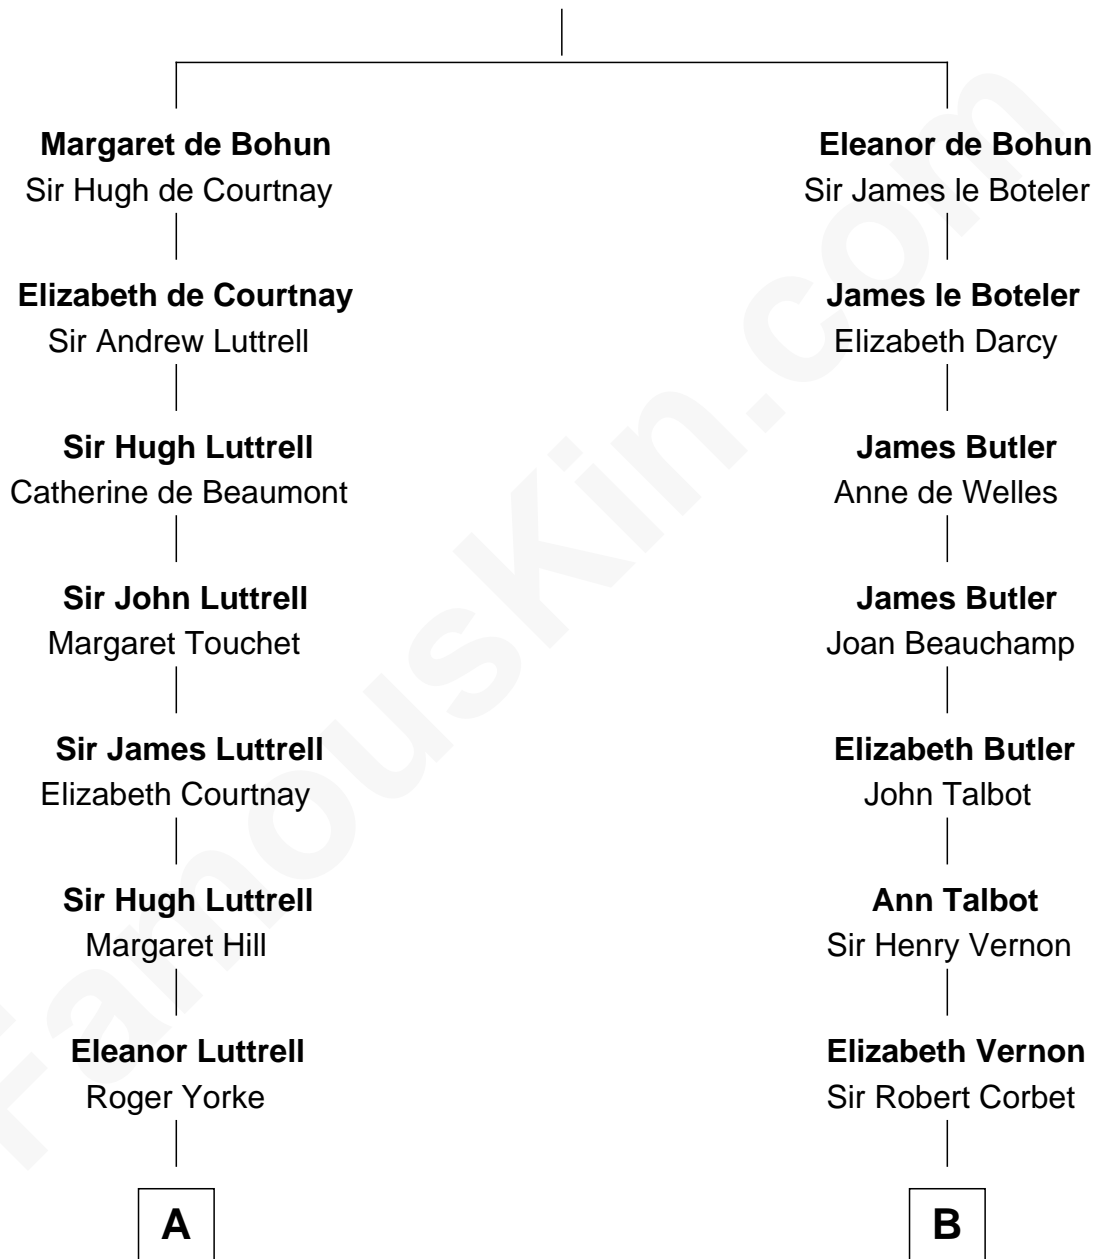 Margaret de Bohun
Sir Hugh de Courtnay
Elizabeth de Courtnay
Sir Andrew Luttrell
Sir Hugh Luttrell
Catherine de Beaumont
Sir John Luttrell
Margaret Touchet
Sir James Luttrell
Elizabeth Courtnay
Sir Hugh Luttrell
Margaret Hill
Eleanor Luttrell
Roger Yorke
A
Eleanor de Bohun
Sir James le Boteler
James le Boteler
Elizabeth Darcy
James Butler
Anne de Welles
James Butler
Joan Beauchamp
Elizabeth Butler
John Talbot
Ann Talbot
Sir Henry Vernon
Elizabeth Vernon
Sir Robert Corbet
B
FamousKin.com